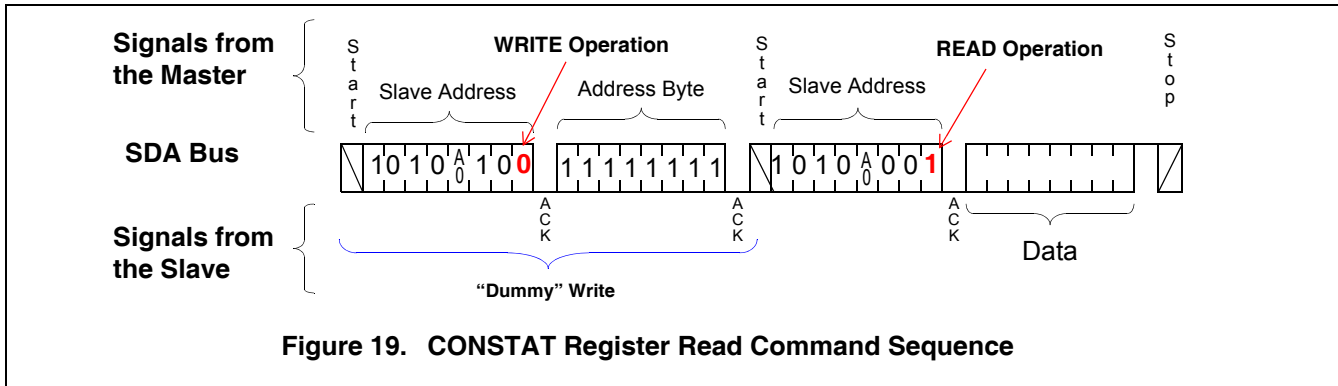 Signals from
the Master
Start
WRITE Operation
Start
READ Operation
Stop
Slave Address
Address Byte
Slave Address
SDA Bus
1 0 1 0 A0 1 0 0
1 1 1 1 1 1 1 1
1 0 1 0 A0 0 0 1
ACK
ACK
ACK
Signals from
the Slave
Data
“Dummy” Write
Figure 19. CONSTAT Register Read Command Sequence